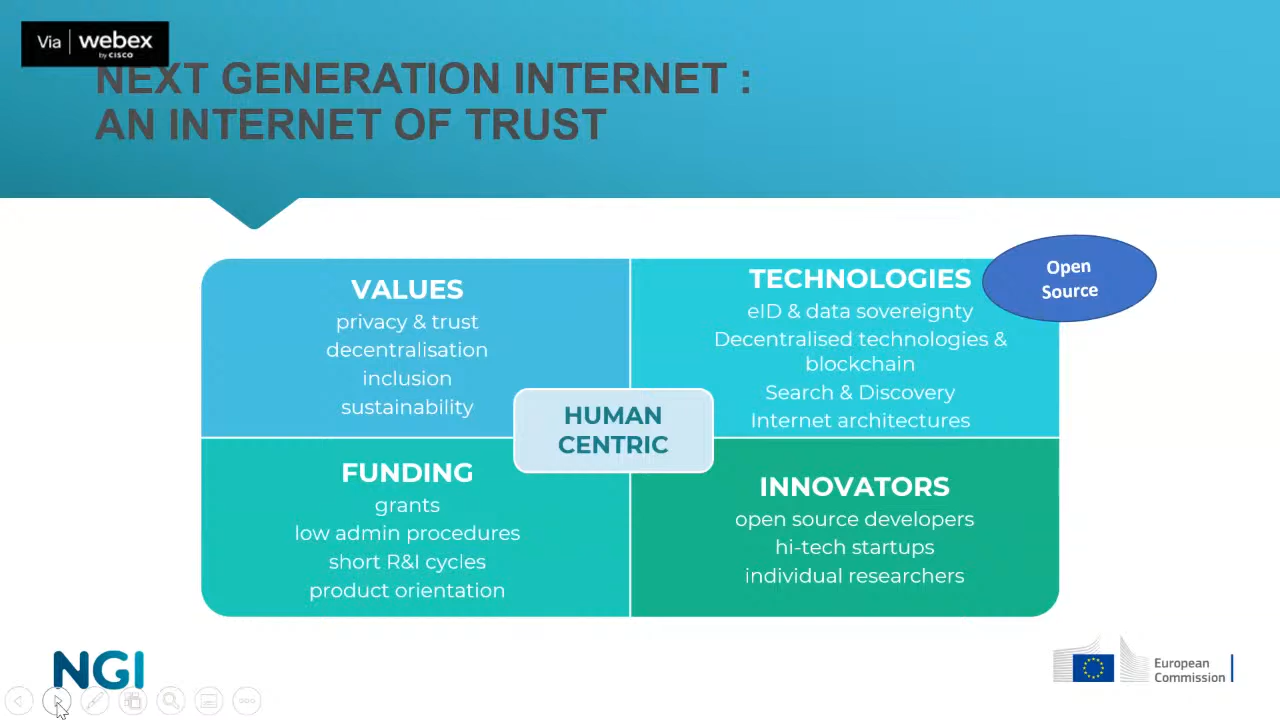 Via webex
by CISCO
NEXT GENERATION INTERNET :
AN INTERNET OF TRUST
VALUES
privacy & trust
decentralisation
inclusion
sustainability
TECHNOLOGIES
eID & data sovereignty
Decentralised technologies &
blockchain
Search & Discovery
Internet architectures
Open
Source
HUMAN
CENTRIC
FUNDING
grants
low admin procedures
short R&I cycles
product orientation
INNOVATORS
open source developers
hi-tech startups
individual researchers
NGI
European
Commission